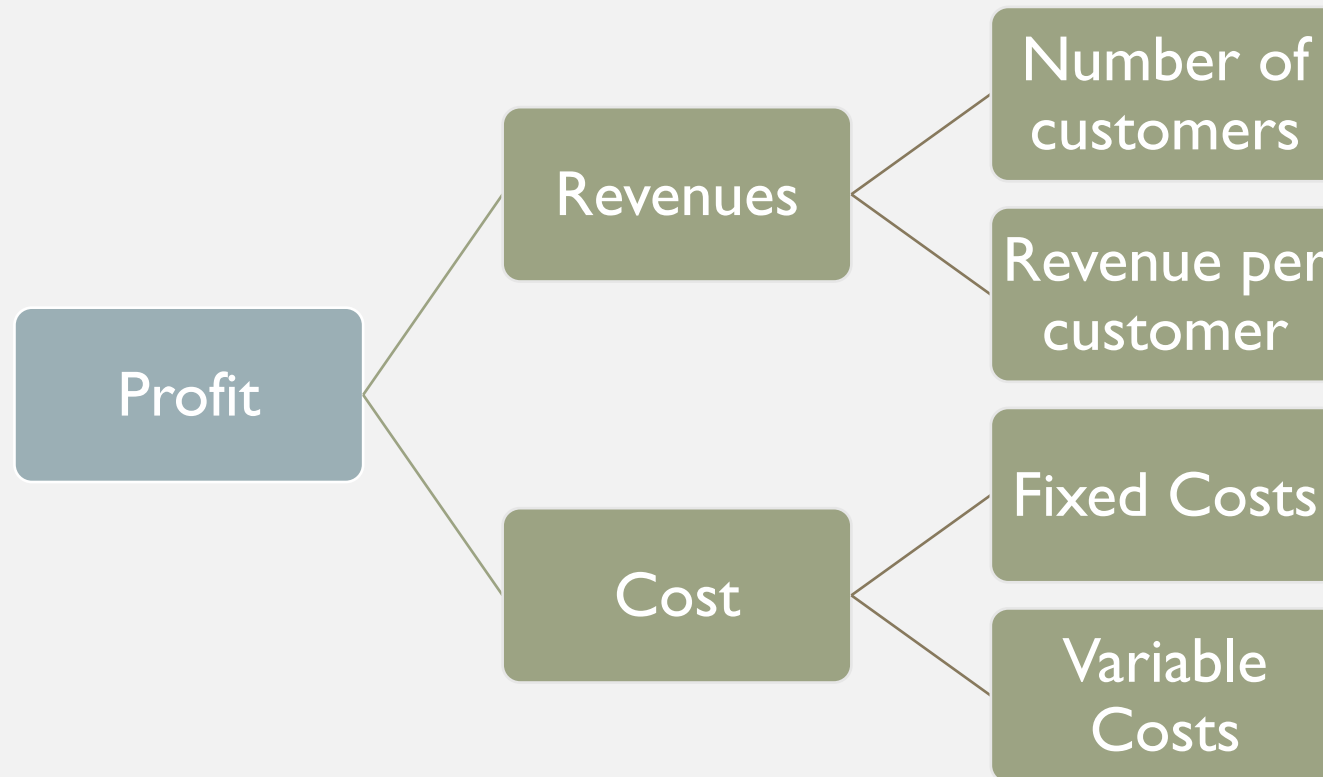 Number of
customers
Revenues
Revenue per
customer
Profit
Fixed Costs
Cost
Variable
Costs